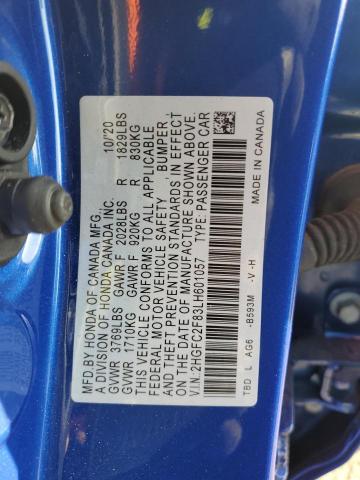 MFD.BY HONDA OF CANADA MFG. 10/20
A DIVISION OF HONDA CANADA INC.
GVWR 3769LBS GAWR F 2028LBS R 1829LBS
GVWR 1710KG GAWR F 920KG R 830KG
THIS VEHICLE CONFORMS TO ALL APPLICABLE
FEDERAL MOTOR VEHICLE SAFETY , BUMPER ,
AND THEFT PREVENTION STANDARDS IN EFFECT
ON THE DATE OF MANUFACTURE SHOWN ABOVE.
V.I.N.:2HGFC2F83LH601057 TYPE: PASSENGER CAR
TBD L AG6 -B593M -V-H MADE IN CANADA